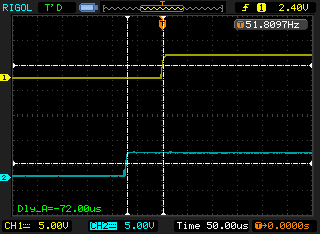 RIGOL T'D T f 1 2.40V
T 51.8097Hz
1
2
Dly_A=-72.00us
CH1 5.00V CH2 5.00V Time 50.00us T→0.0000s